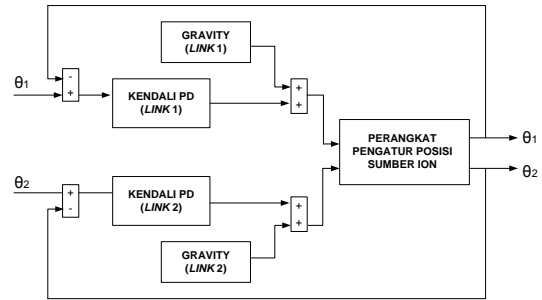 GRAVITY
(LINK 1)
θ1
-
+
KENDALI PD
(LINK 1)
+
+
PERANGKAT
PENGATUR POSISI
SUMBER ION
θ1
θ2
θ2
+
-
KENDALI PD
(LINK 2)
+
+
GRAVITY
(LINK 2)